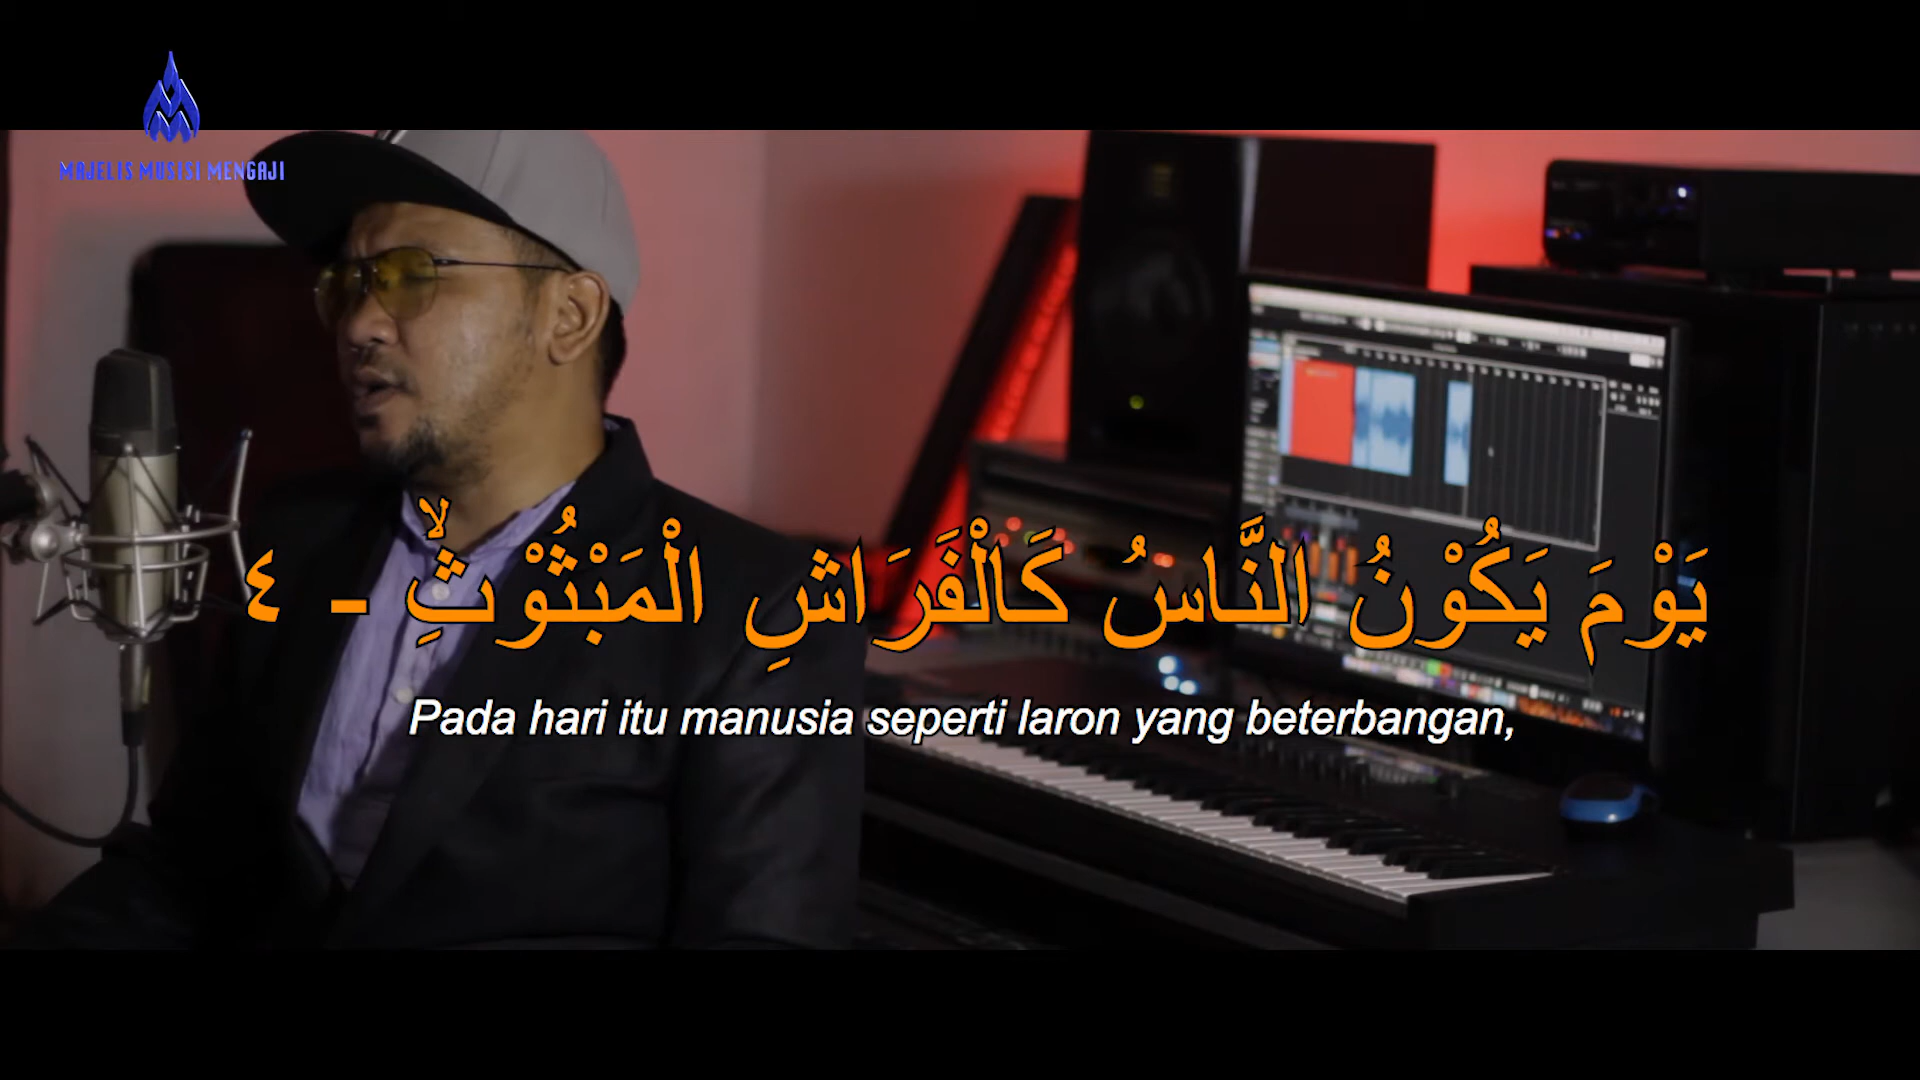 MAJELIS MUSISI MENGAJI
يَوْمَ يَكُوْنُ النَّاسُ كَالْفَرَاشِ الْمَبْثُوْثِۙ - ٤
Pada hari itu manusia seperti laron yang beterbangan,